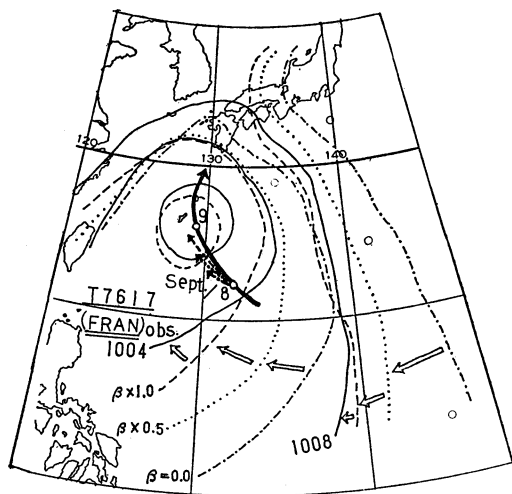 120
130
140
9
Sept.
8
T7617
(FRAN) obs.
1004
β×1.0
β×0.5
β=0.0
1008